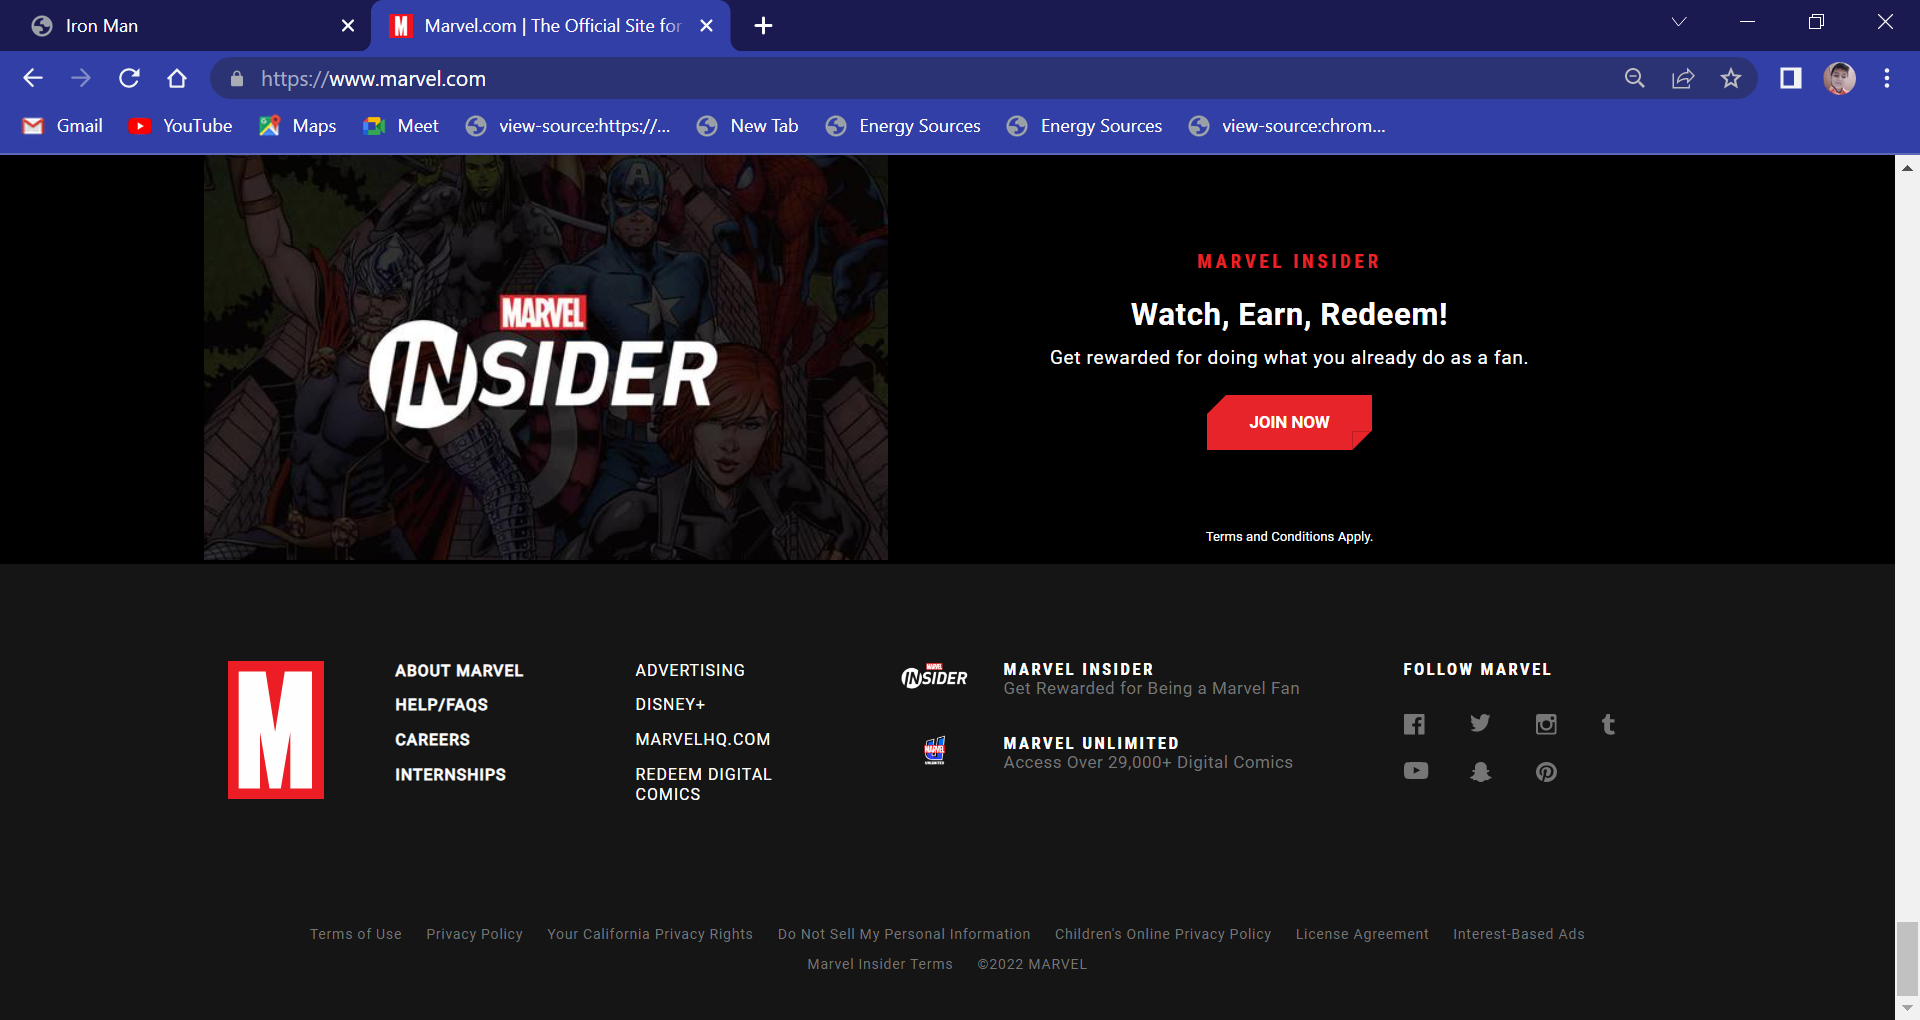 Iron Man
Marvel.com | The Official Site for
https://www.marvel.com
Gmail
YouTube
Maps
Meet
view-source:https://...
New Tab
Energy Sources
Energy Sources
view-source:chrom...
MARVEL
INSIDER
MARVEL INSIDER
Watch, Earn, Redeem!
Get rewarded for doing what you already do as a fan.
JOIN NOW
Terms and Conditions Apply.
M
ABOUT MARVEL
HELP/FAQS
CAREERS
INTERNSHIPS
ADVERTISING
DISNEY+
MARVELHQ.COM
REDEEM DIGITAL
COMICS
MARVEL
INSIDER
MARVEL INSIDER
Get Rewarded for Being a Marvel Fan
MARVEL
UNLIMITED
MARVEL UNLIMITED
Access Over 29,000+ Digital Comics
FOLLOW MARVEL
Terms of Use
Privacy Policy
Your California Privacy Rights
Do Not Sell My Personal Information
Children's Online Privacy Policy
License Agreement
Interest-Based Ads
Marvel Insider Terms
©2022 MARVEL